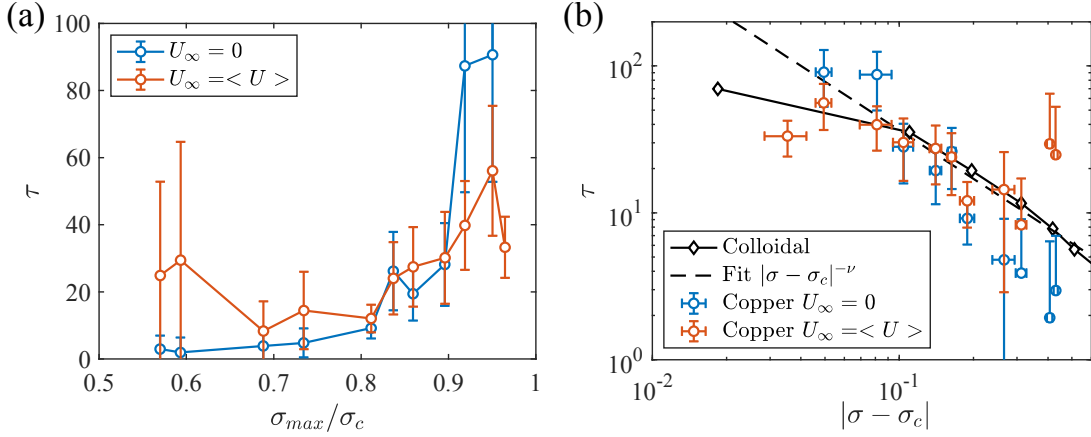 (a)
τ
100
80
60
40
20
0
U∞ = 0
U∞ =< U >
0.5
0.6
0.7
0.8
0.9
1
σmax/σc
(b)
τ
10²
10¹
10⁰
Colloidal
Fit |σ − σc|^−ν
Copper U∞ = 0
Copper U∞ =< U >
10⁻²
10⁻¹
|σ − σc|